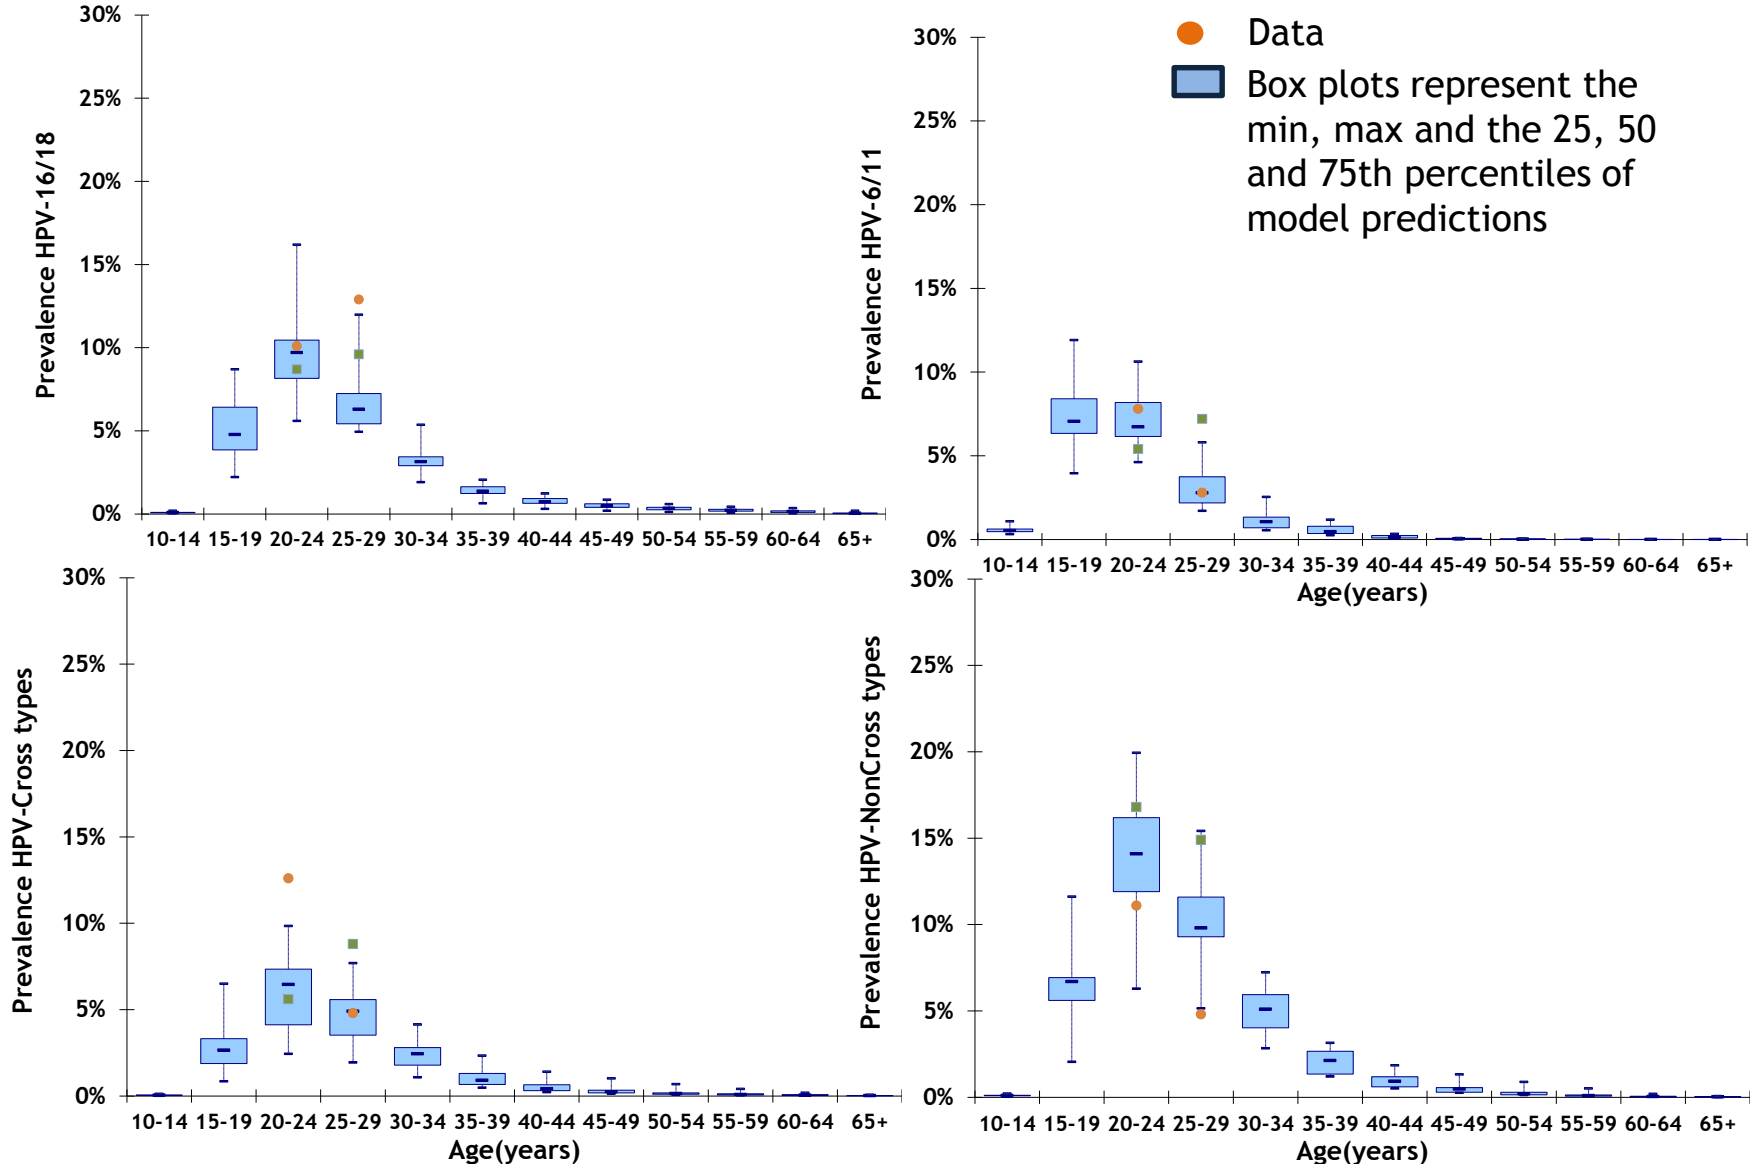 30%
25%
20%
15%
10%
5%
0%
Prevalence HPV-16/18
10-14 15-19 20-24 25-29 30-34 35-39 40-44 45-49 50-54 55-59 60-64 65+
Data
Box plots represent the
min, max and the 25, 50
and 75th percentiles of
model predictions
30%
25%
20%
15%
10%
5%
0%
Prevalence HPV-6/11
10-14 15-19 20-24 25-29 30-34 35-39 40-44 45-49 50-54 55-59 60-64 65+
Age(years)
30%
25%
20%
15%
10%
5%
0%
Prevalence HPV-Cross types
10-14 15-19 20-24 25-29 30-34 35-39 40-44 45-49 50-54 55-59 60-64 65+
Age(years)
30%
25%
20%
15%
10%
5%
0%
Prevalence HPV-NonCross types
10-14 15-19 20-24 25-29 30-34 35-39 40-44 45-49 50-54 55-59 60-64 65+
Age(years)